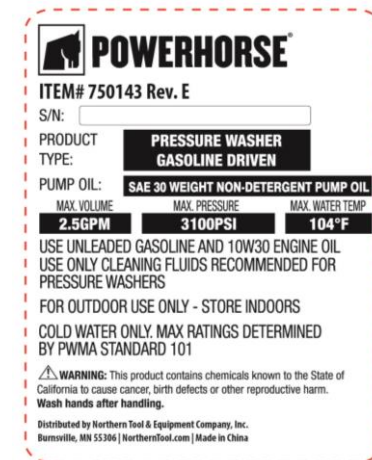 POWERHORSE®
ITEM# 750143 Rev. E
S/N:
PRODUCT TYPE:
PRESSURE WASHER
GASOLINE DRIVEN
PUMP OIL: SAE 30 WEIGHT NON-DETERGENT PUMP OIL
MAX. VOLUME MAX. PRESSURE MAX. WATER TEMP
2.5GPM 3100PSI 104°F
USE UNLEADED GASOLINE AND 10W30 ENGINE OIL
USE ONLY CLEANING FLUIDS RECOMMENDED FOR
PRESSURE WASHERS
FOR OUTDOOR USE ONLY - STORE INDOORS
COLD WATER ONLY. MAX RATINGS DETERMINED
BY PWMA STANDARD 101
⚠ WARNING: This product contains chemicals known to the State of
California to cause cancer, birth defects or other reproductive harm.
Wash hands after handling.
Distributed by Northern Tool & Equipment Company, Inc.
Burnsville, MN 55306 | NorthernTool.com | Made in China